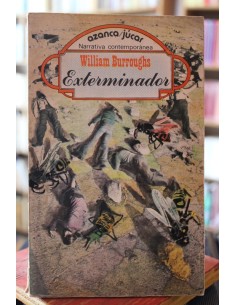 azanca/júcar
Narrativa contemporánea
William Burroughs
Exterminador